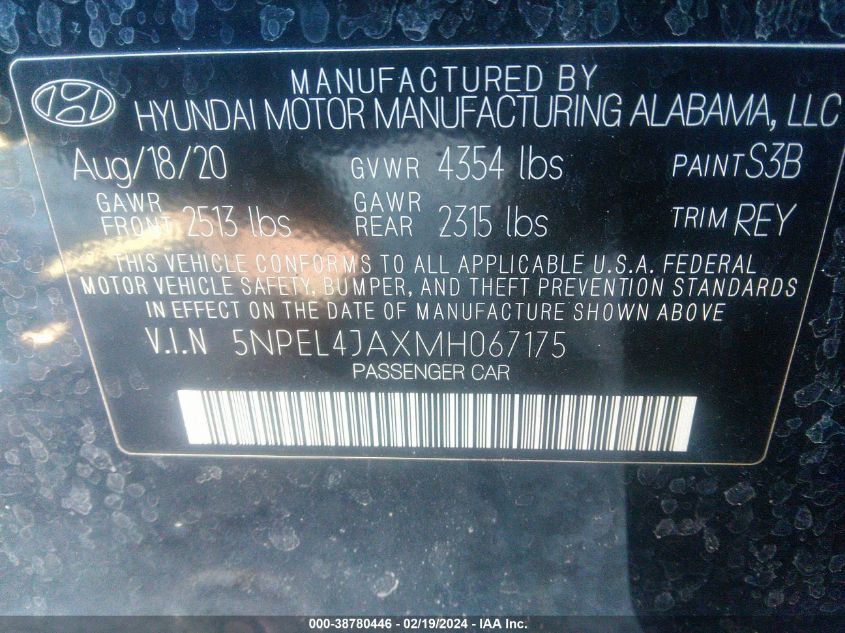 MANUFACTURED BY
HYUNDAI MOTOR MANUFACTURING ALABAMA, LLC
Aug/18/20 GVWR 4354 lbs PAINT S3B
GAWR FRONT 2513 lbs GAWR REAR 2315 lbs TRIM REY
THIS VEHICLE CONFORMS TO ALL APPLICABLE U.S.A. FEDERAL
MOTOR VEHICLE SAFETY, BUMPER, AND THEFT PREVENTION STANDARDS
IN EFFECT ON THE DATE OF MANUFACTURE SHOWN ABOVE
V.I.N 5NPEL4JAXMH067175
PASSENGER CAR
000-38780446 - 02/19/2024 - IAA Inc.